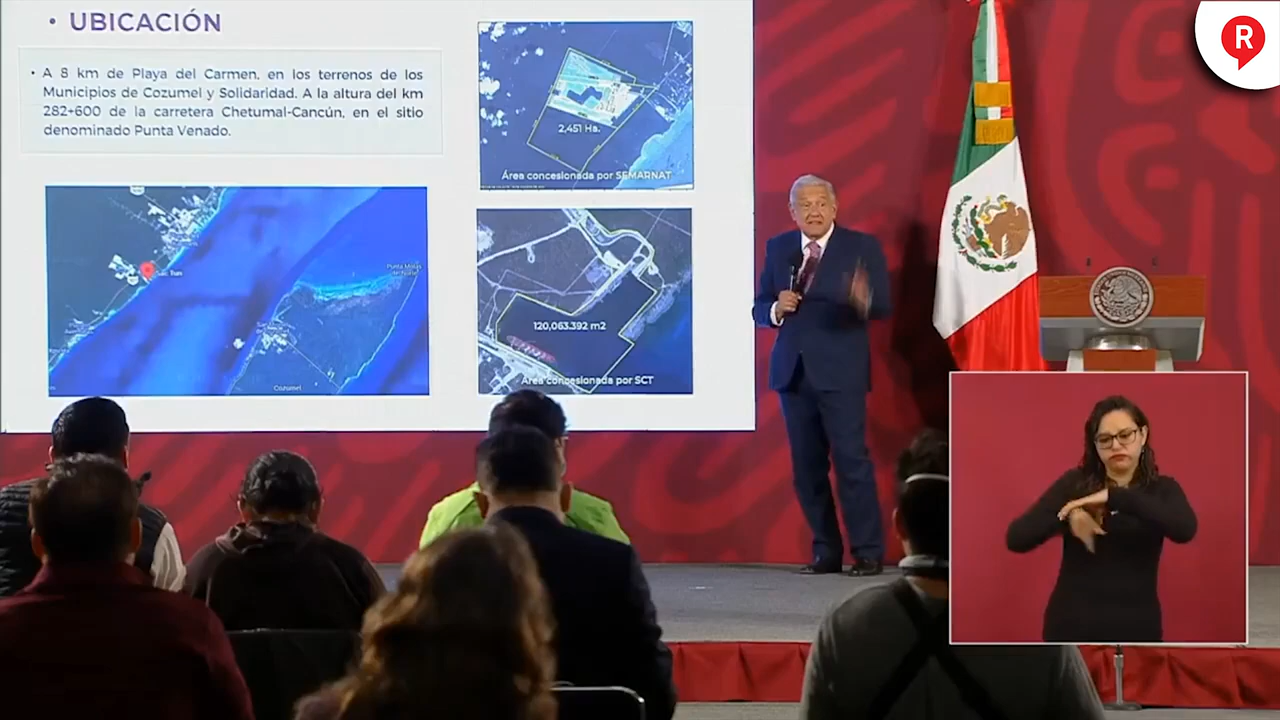 • UBICACIÓN
• A 8 km de Playa del Carmen, en los terrenos de los
Municipios de Cozumel y Solidaridad. A la altura del km
282+600 de la carretera Chetumal-Cancún, en el sitio
denominado Punta Venado.
2,451 Ha.
Área concesionada por SEMARNAT
Punta Molas
Cozumel
120,063.392 m2
Área concesionada por SCT
R